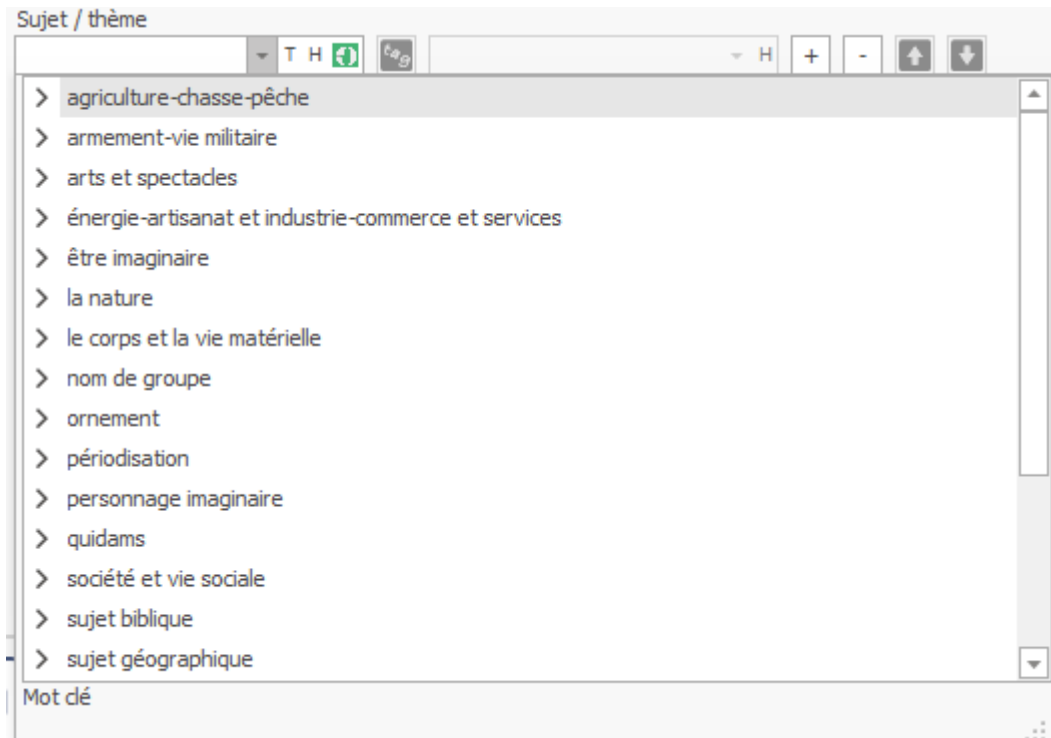 Sujet / thème
T H tag H + -
agriculture-chasse-pêche
armement-vie militaire
arts et spectacles
énergie-artisanat et industrie-commerce et services
être imaginaire
la nature
le corps et la vie matérielle
nom de groupe
ornement
périodisation
personnage imaginaire
quidams
société et vie sociale
sujet biblique
sujet géographique
Mot clé